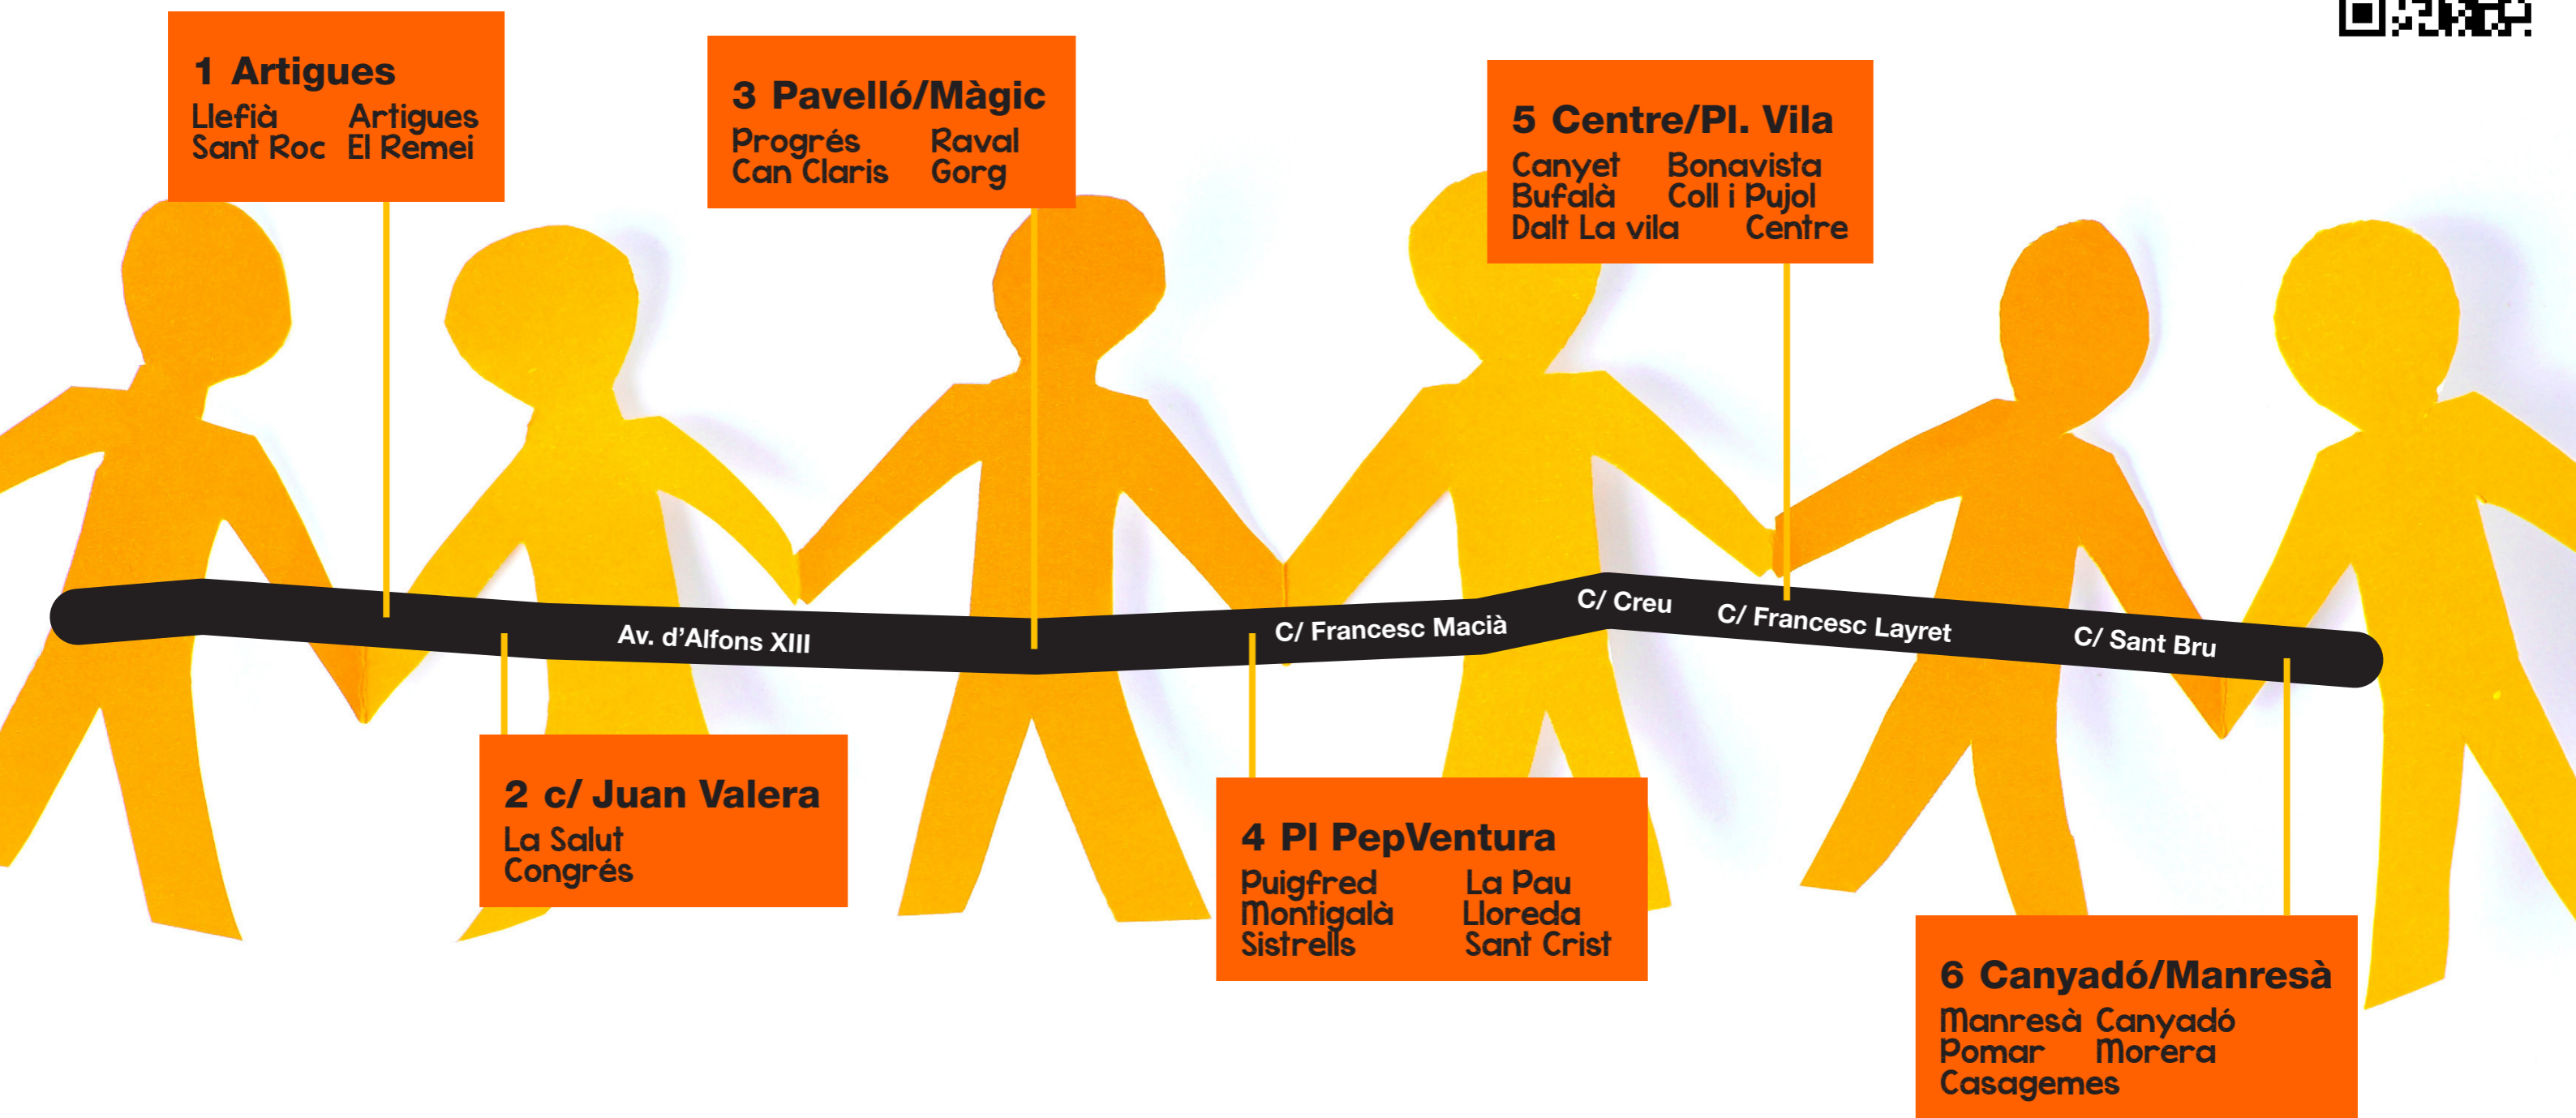 1 Artigues
Llefià Artigues
Sant Roc El Remei
3 Pavelló/Màgic
Progrés Raval
Can Claris Gorg
5 Centre/Pl. Vila
Canyet Bonavista
Bufalà Coll i Pujol
Dalt La vila Centre
Av. d'Alfons XIII
C/ Francesc Macià
C/ Creu
C/ Francesc Layret
C/ Sant Bru
2 c/ Juan Valera
La Salut
Congrés
4 Pl PepVentura
Puigfred La Pau
Montigalà Lloreda
Sistrells Sant Crist
6 Canyadó/Manresà
Manresà Canyadó
Pomar Morera
Casagemes